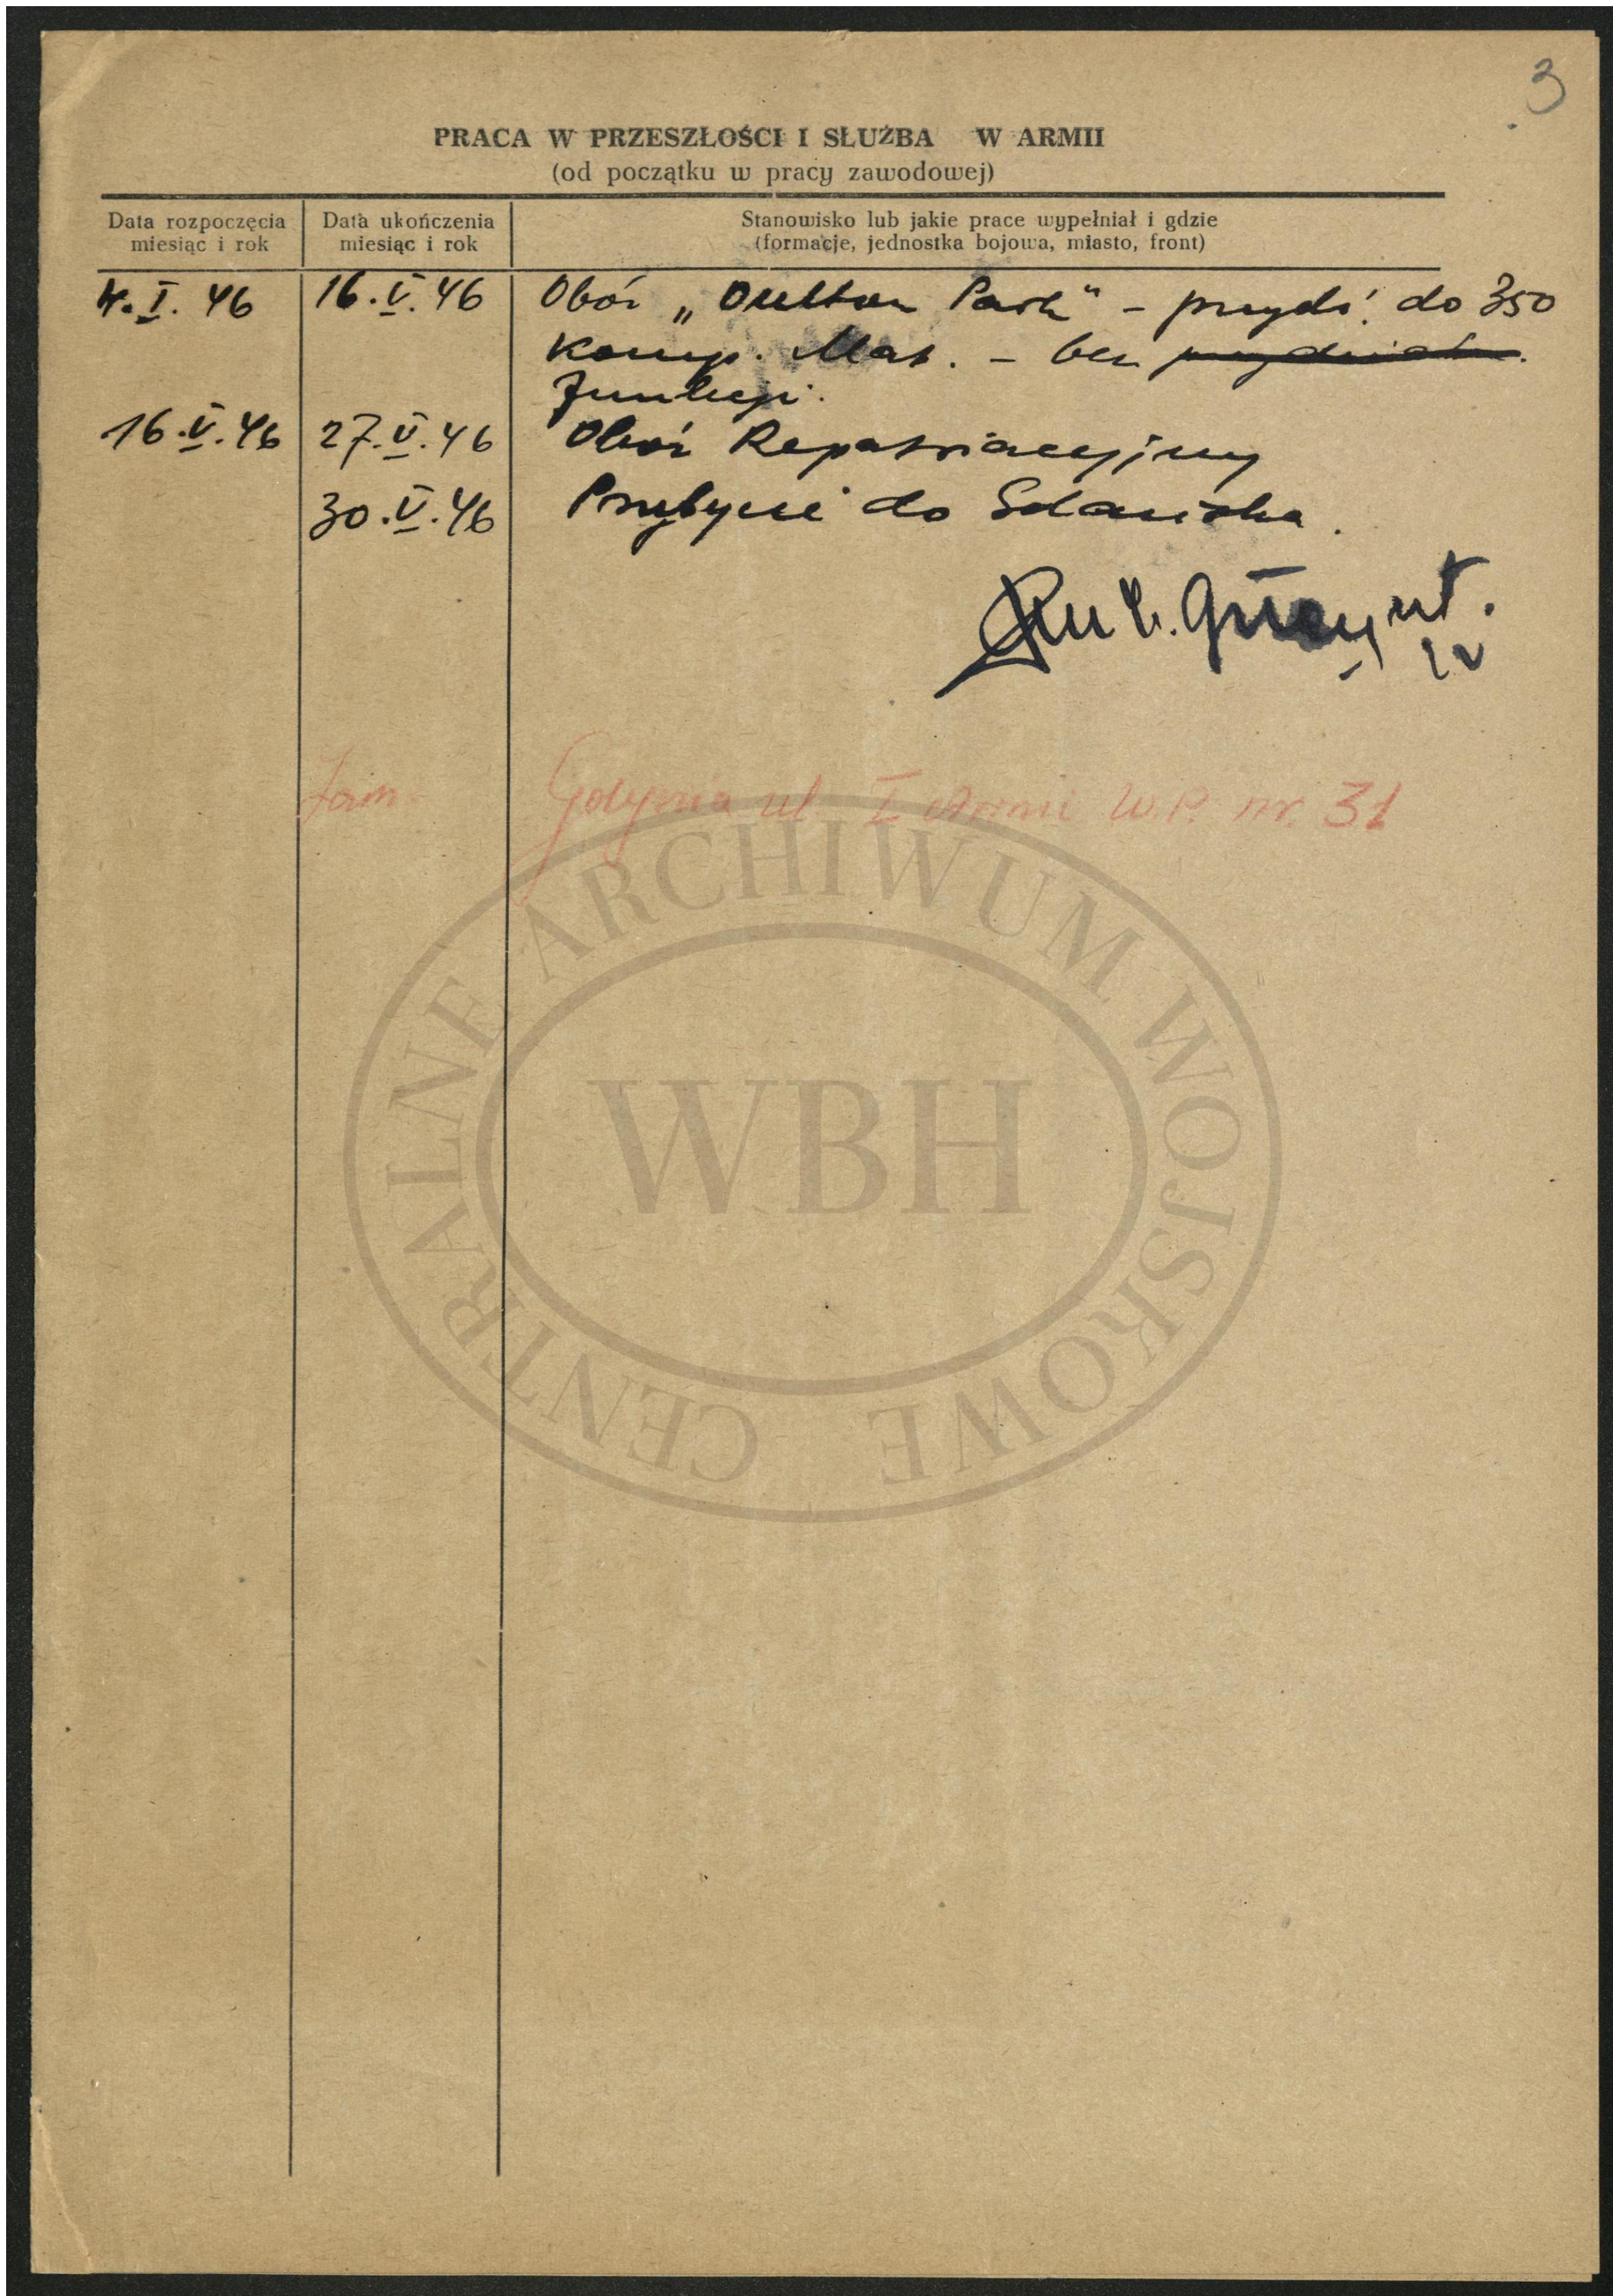 3
PRACA W PRZESZŁOŚCI I SŁUŻBA W ARMII
(od początku w pracy zawodowej)
Data rozpoczęcia miesiąc i rok
Data ukończenia miesiąc i rok
Stanowisko lub jakie prace wypełniał i gdzie
(formacje, jednostka bojowa, miasto, front)
4.I.46 16.V.46 Obóz „Oulton Park" - przydz. do 350
Komp. Mar. - bez przydziału.
funkcji.
16.V.46 27.V.46 Obóz Repatriacyjny
30.V.46 Przybycie do Gdańska.
zam. Gdynia ul. I Armii W.P. nr. 31
CENTRALNE ARCHIWUM WOJSKOWE
WBH